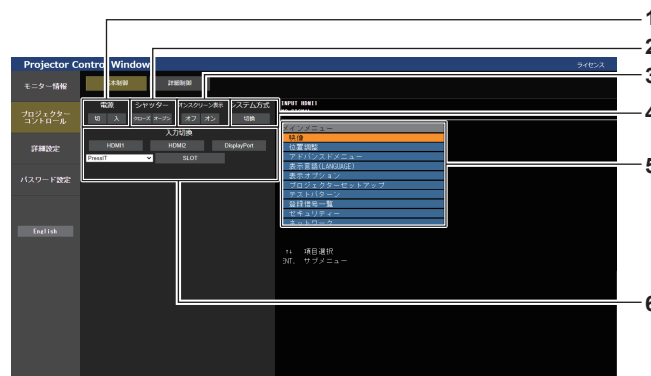 1
2
3
4
5
6
Projector Control Window
ライセンス
モニター情報
プロジェクター
コントロール
詳細設定
パスワード設定
English
基本制御
詳細制御
電源
切 入
シャッター
クローズ オープン
オンスクリーン表示
オフ オン
システム方式
切換
入力切換
HDMI1 HDMI2 DisplayPort
PressIT SLOT
INPUT HDMI1
NO SIGNAL
メインメニュー
映像
位置調整
アドバンスドメニュー
表示言語(LANGUAGE)
表示オプション
プロジェクターセットアップ
テストパターン
登録信号一覧
セキュリティー
ネットワーク
↑↓ 項目選択
ENT. サブメニュー